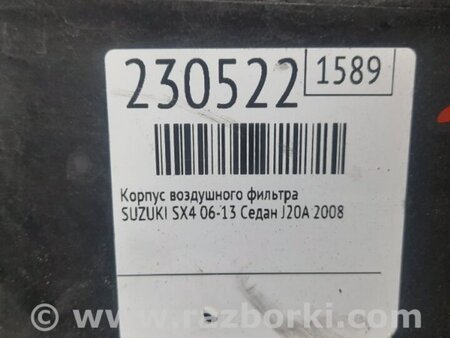 230522
1589
Корпус воздушного фильтра
SUZUKI SX4 06-13 Седан J20A 2008
© www.razborki.com